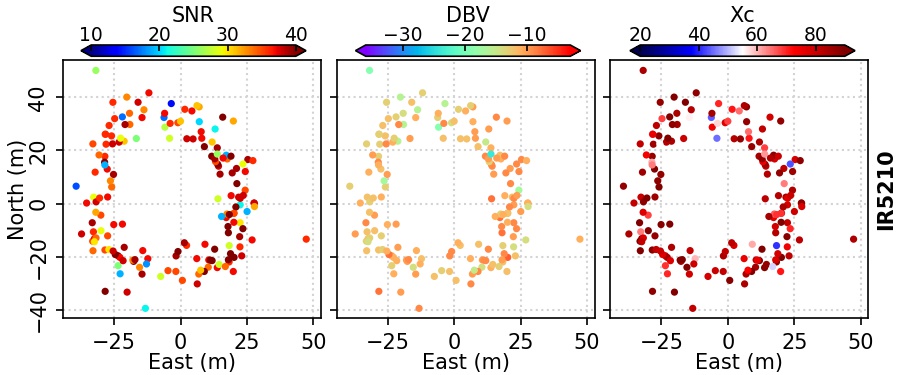 SNR DBV Xc
10 20 30 40 −30 −20 −10 20 40 60 80
North (m)
40
20
0
−20
−40
−25 0 25 50 −25 0 25 50 −25 0 25 50
East (m) East (m) East (m)
IR5210